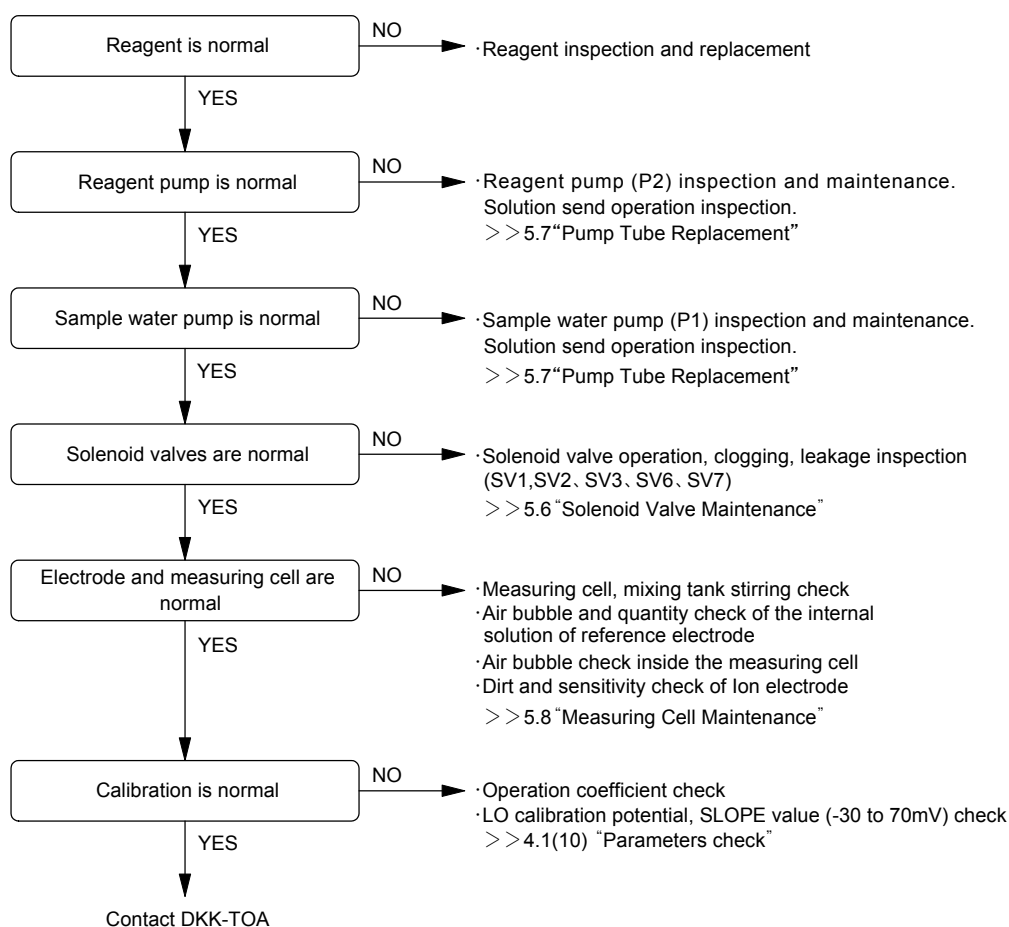 Reagent is normal
NO
·Reagent inspection and replacement
YES
Reagent pump is normal
NO
·Reagent pump (P2) inspection and maintenance.
Solution send operation inspection.
＞＞5.7“Pump Tube Replacement”
YES
Sample water pump is normal
NO
·Sample water pump (P1) inspection and maintenance.
Solution send operation inspection.
＞＞5.7“Pump Tube Replacement”
YES
Solenoid valves are normal
NO
·Solenoid valve operation, clogging, leakage inspection
(SV1,SV2、SV3、SV6、SV7)
＞＞5.6“Solenoid Valve Maintenance”
YES
Electrode and measuring cell are
normal
NO
·Measuring cell, mixing tank stirring check
·Air bubble and quantity check of the internal
solution of reference electrode
·Air bubble check inside the measuring cell
·Dirt and sensitivity check of Ion electrode
＞＞5.8“Measuring Cell Maintenance”
YES
Calibration is normal
NO
·Operation coefficient check
·LO calibration potential, SLOPE value (-30 to 70mV) check
＞＞4.1(10) “Parameters check”
YES
Contact DKK-TOA